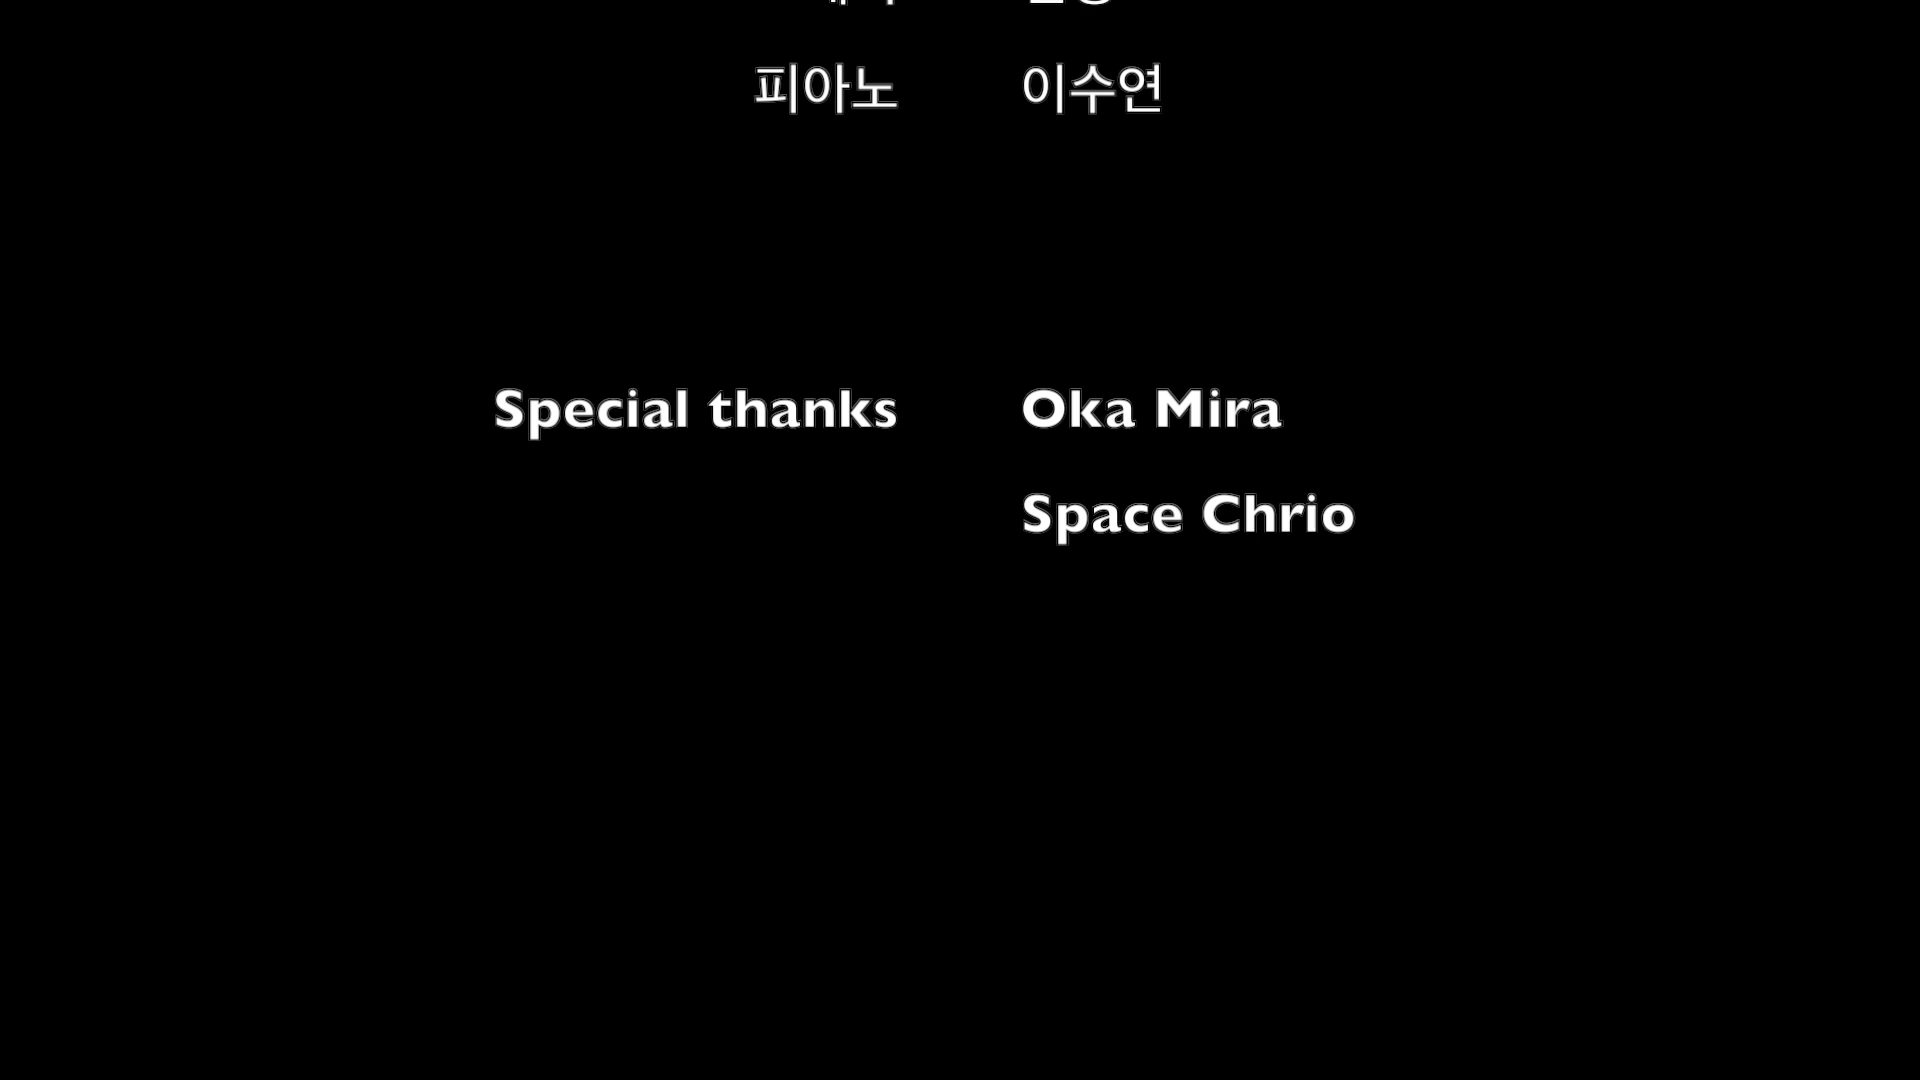 피아노 이수연
Special thanks Oka Mira
Space Chrio